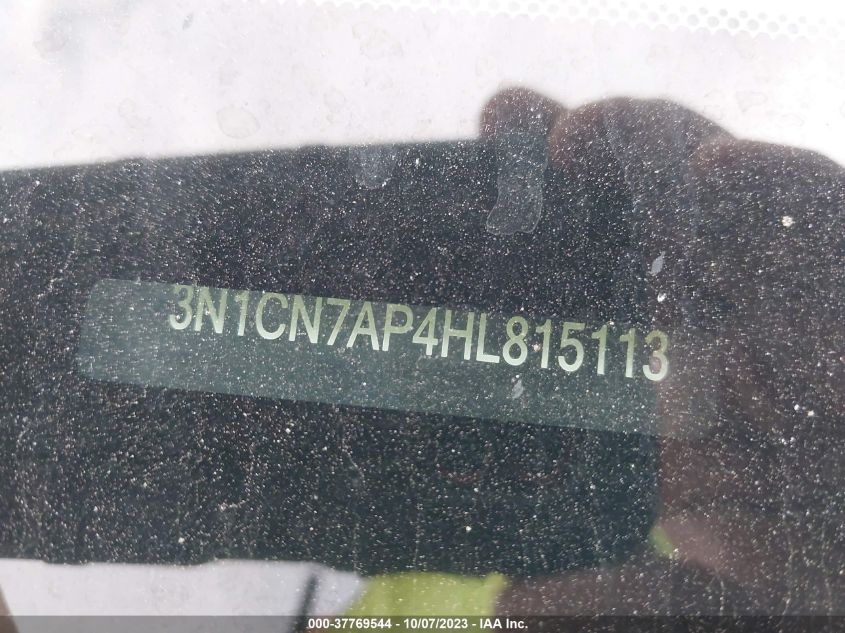 3N1CN7AP4HL815113
000-37769544 - 10/07/2023 - IAA Inc.